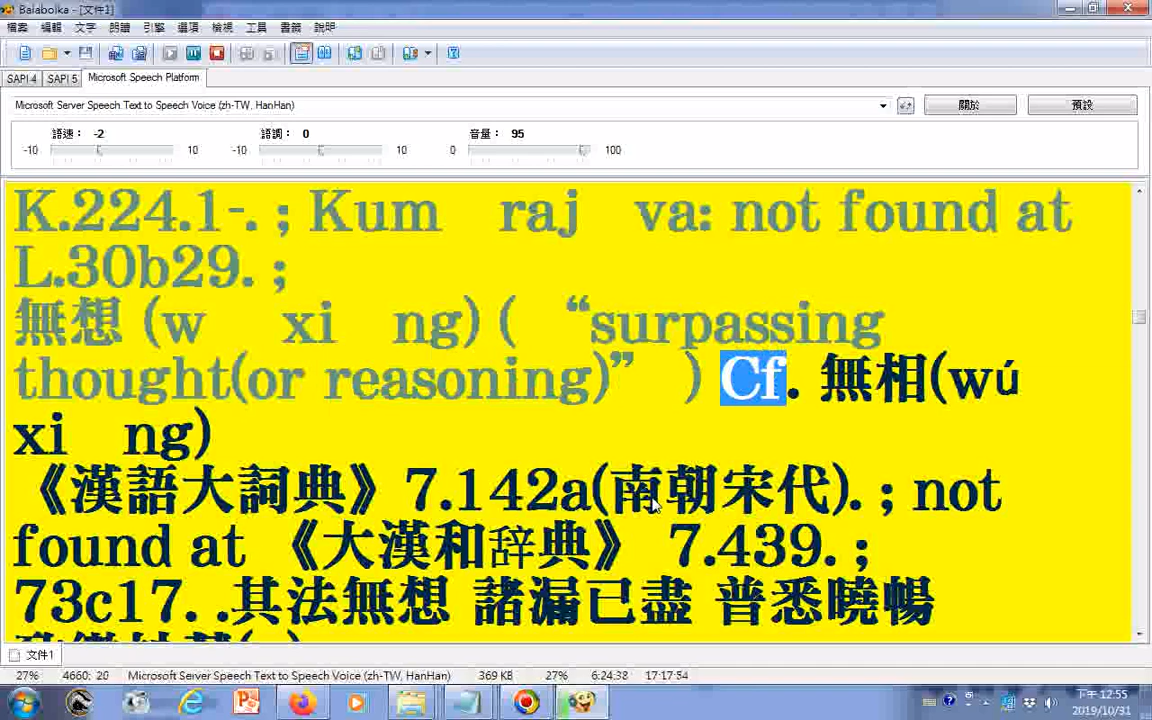 Balabolka - [文件1]
檔案 編輯 文字 朗讀 引擎 選項 檢視 工具 書籤 說明
SAPI 4 SAPI 5 Microsoft Speech Platform
Microsoft Server Speech Text to Speech Voice (zh-TW, HanHan) 關於 預設
語速： -2 語調： 0 音量： 95
-10 10 -10 10 0 100
K.224.1-. ; Kum raj va: not found at
L.30b29. ;
無想 (w xi ng) ( “surpassing
thought(or reasoning)” ) Cf. 無相(wú
xi ng)
《漢語大詞典》 7.142a(南朝宋代). ; not
found at 《大漢和辞典》 7.439. ;
73c17. .其法無想 諸漏已盡 普悉曉暢
文件1
27% 4660: 20 Microsoft Server Speech Text to Speech Voice (zh-TW, HanHan) 369 KB 27% 6:24:38 17:17:54
下午 12:55
2019/10/31